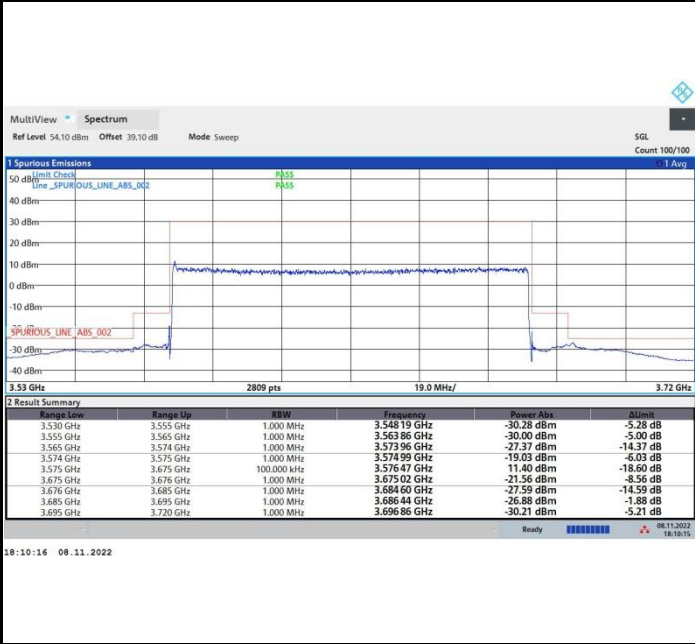 MultiView Spectrum
Ref Level 54.10 dBm Offset 39.10 dB Mode Sweep SGL
Count 100/100
1 Spurious Emissions 1 Avg
Limit Check PASS
50 dBm
Line _SPURIOUS_LINE_ABS_002 PASS
40 dBm
30 dBm
20 dBm
10 dBm
0 dBm
-10 dBm
_SPURIOUS_LINE_ABS_002
-30 dBm
-40 dBm
3.53 GHz 2809 pts 19.0 MHz/ 3.72 GHz
2 Result Summary
Range Low Range Up RBW Frequency Power Abs ΔLimit
3.530 GHz 3.555 GHz 1.000 MHz 3.548 19 GHz -30.28 dBm -5.28 dB
3.555 GHz 3.565 GHz 1.000 MHz 3.563 86 GHz -30.00 dBm -5.00 dB
3.565 GHz 3.574 GHz 1.000 MHz 3.573 96 GHz -27.37 dBm -14.37 dB
3.574 GHz 3.575 GHz 1.000 MHz 3.574 99 GHz -19.03 dBm -6.03 dB
3.575 GHz 3.675 GHz 100.000 kHz 3.576 47 GHz 11.40 dBm -18.60 dB
3.675 GHz 3.676 GHz 1.000 MHz 3.675 02 GHz -21.56 dBm -8.56 dB
3.676 GHz 3.685 GHz 1.000 MHz 3.684 60 GHz -27.59 dBm -14.59 dB
3.685 GHz 3.695 GHz 1.000 MHz 3.686 44 GHz -26.88 dBm -1.88 dB
3.695 GHz 3.720 GHz 1.000 MHz 3.696 86 GHz -30.21 dBm -5.21 dB
Ready 08.11.2022
18:10:15
18:10:16 08.11.2022